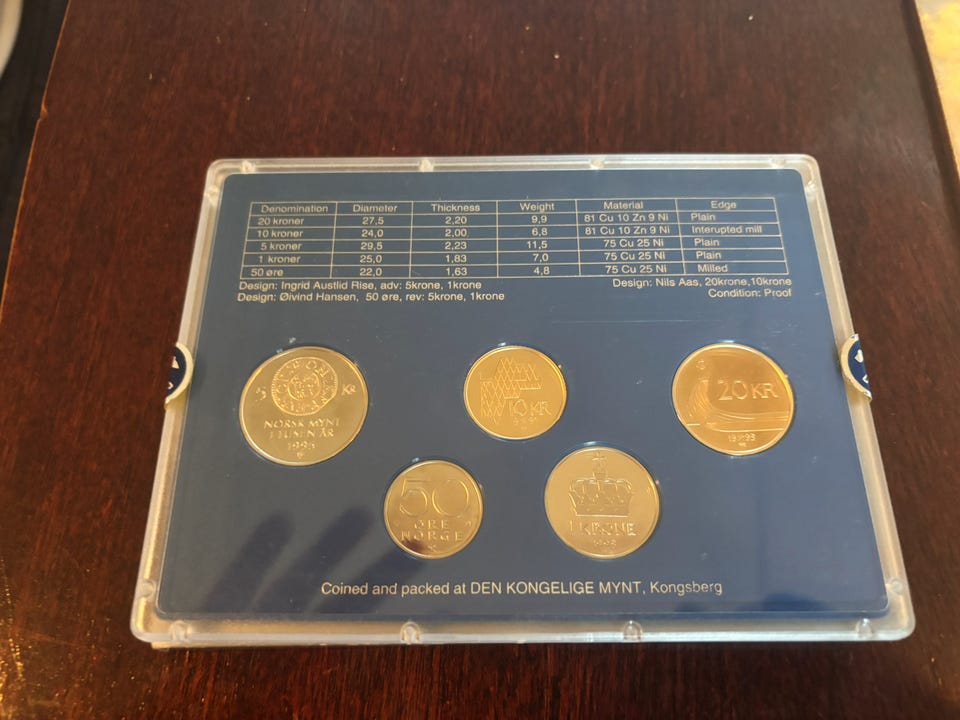 Denomination Diameter Thickness Weight Material Edge
20 kroner 27,5 2,20 9,9 81 Cu 10 Zn 9 Ni Plain
10 kroner 24,0 2,00 6,8 81 Cu 10 Zn 9 Ni Interupted mill
5 kroner 29,5 2,23 11,5 75 Cu 25 Ni Plain
1 kroner 25,0 1,83 7,0 75 Cu 25 Ni Plain
50 øre 22,0 1,63 4,8 75 Cu 25 Ni Milled
Design: Ingrid Austlid Rise, adv: 5krone, 1krone Design: Nils Aas, 20krone,10krone
Design: Øivind Hansen, 50 øre, rev: 5krone, 1krone Condition: Proof
5 KR
NORSK MYNT
I TUSEN ÅR
1995
10 KR
20 KR
1995
50
ØRE
NORGE
1 KRONE
1995
Coined and packed at DEN KONGELIGE MYNT, Kongsberg